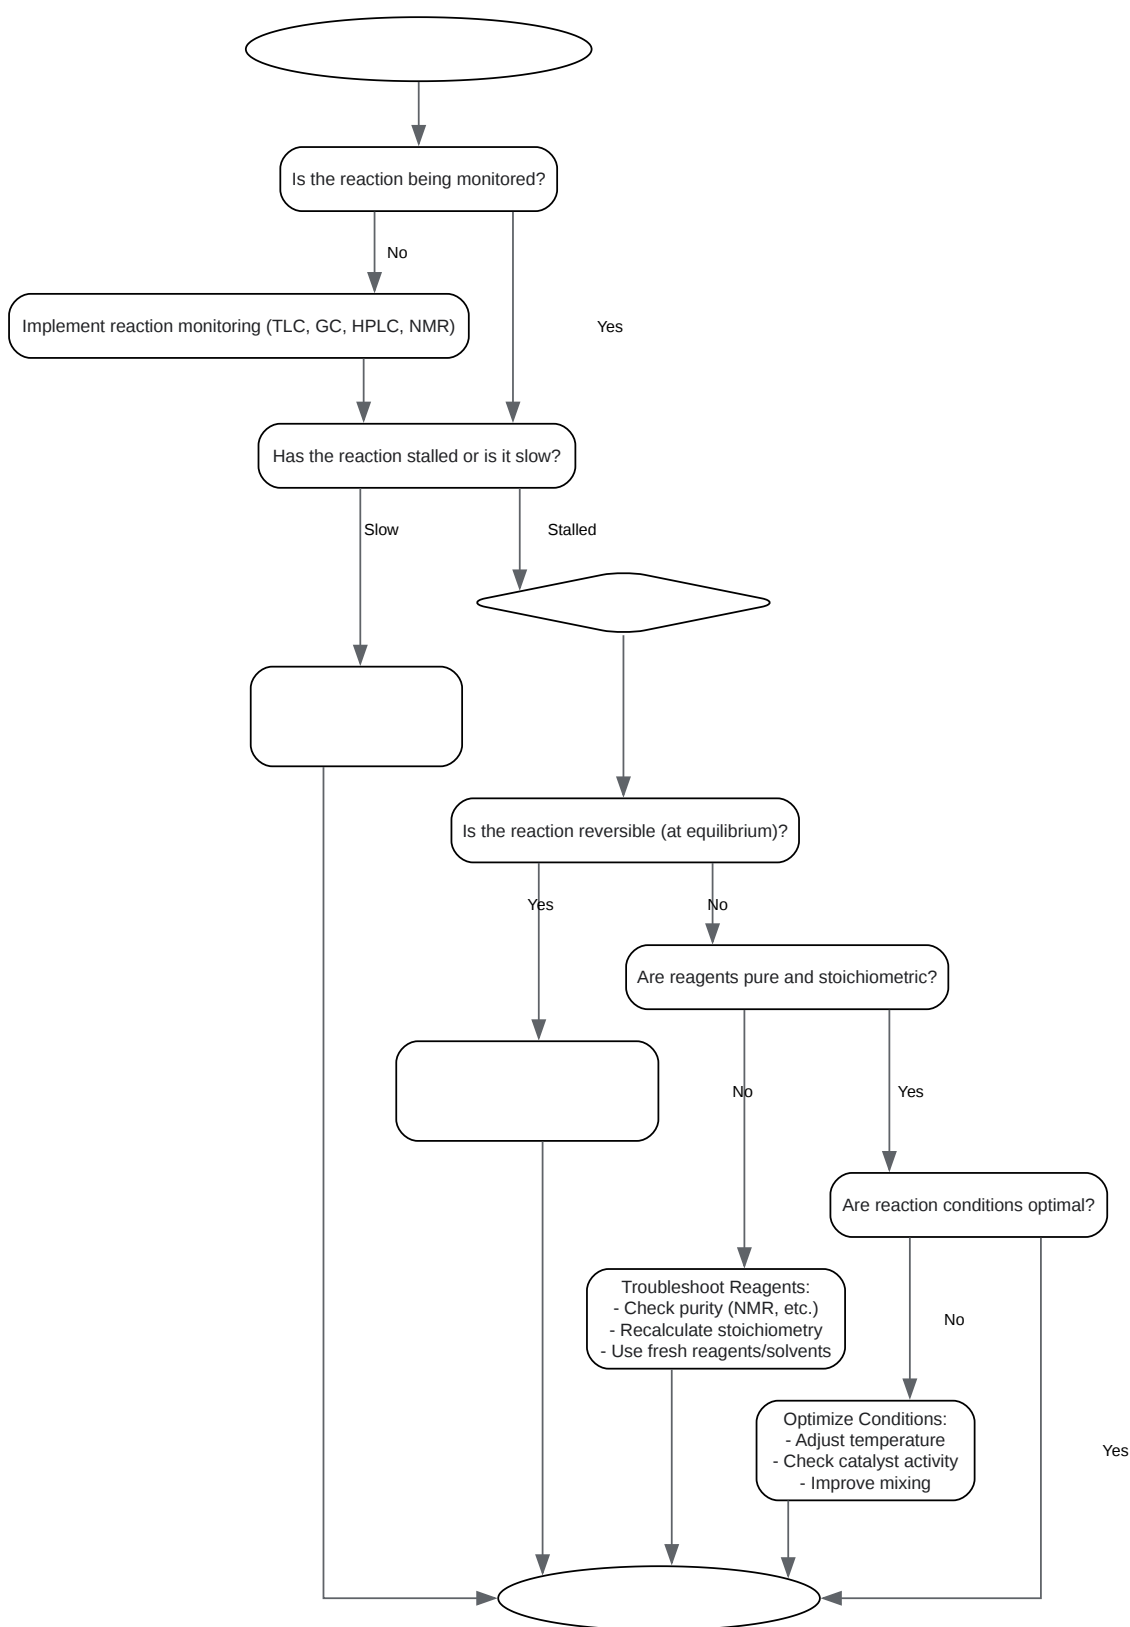 Is the reaction being monitored?
No
Implement reaction monitoring (TLC, GC, HPLC, NMR)
Yes
Has the reaction stalled or is it slow?
Slow
Stalled
Is the reaction reversible (at equilibrium)?
Yes
No
Are reagents pure and stoichiometric?
No
Yes
Are reaction conditions optimal?
Troubleshoot Reagents:
- Check purity (NMR, etc.)
- Recalculate stoichiometry
- Use fresh reagents/solvents
No
Optimize Conditions:
- Adjust temperature
- Check catalyst activity
- Improve mixing
Yes